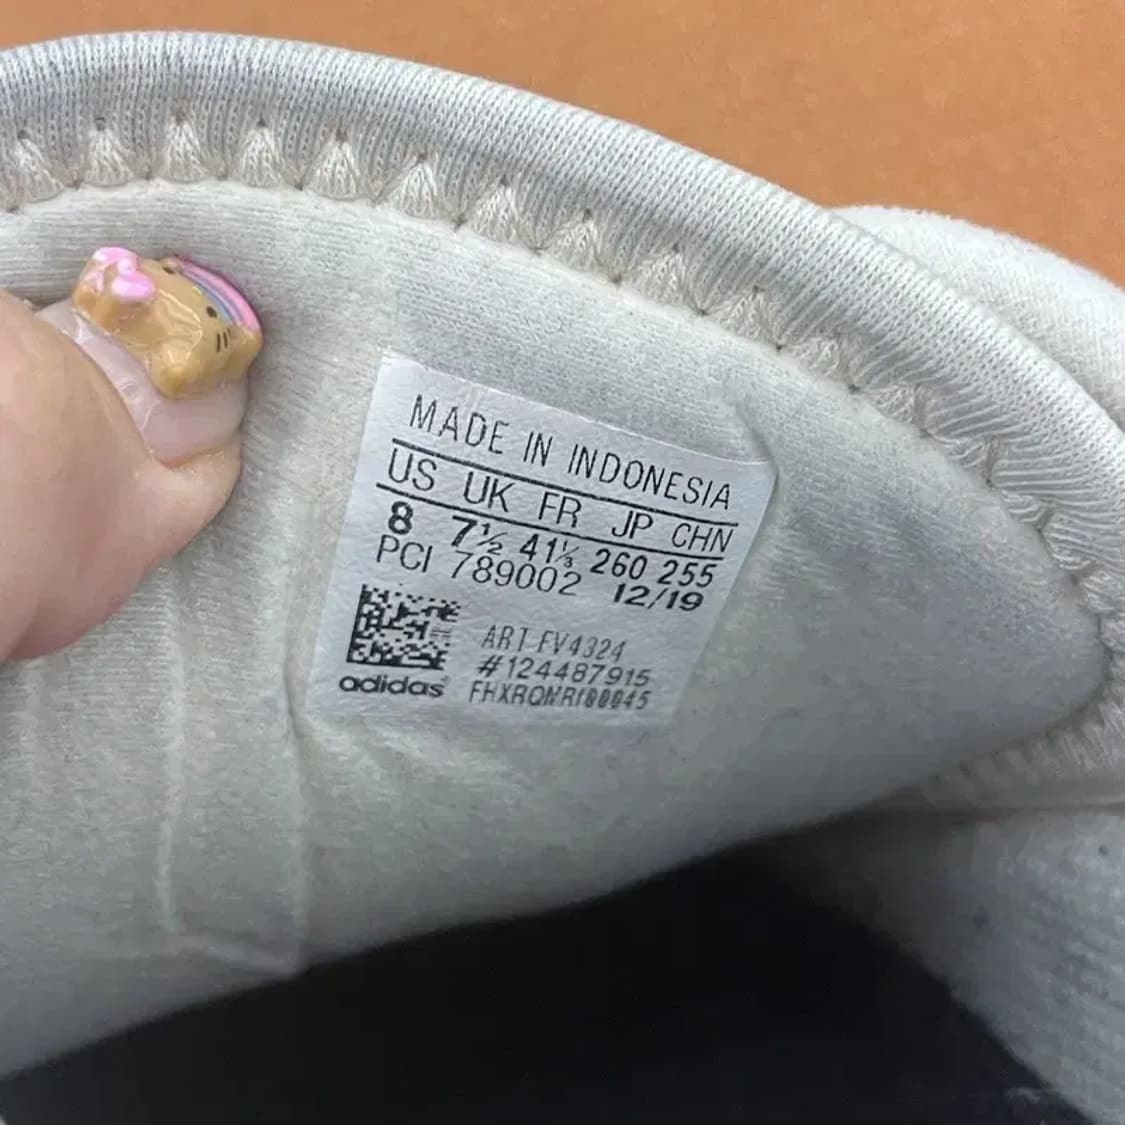 MADE IN INDONESIA
US UK FR JP CHN
8 7½ 41⅓ 260 255
PCI 789002 12/19
ART FV4324
#124487915
adidas